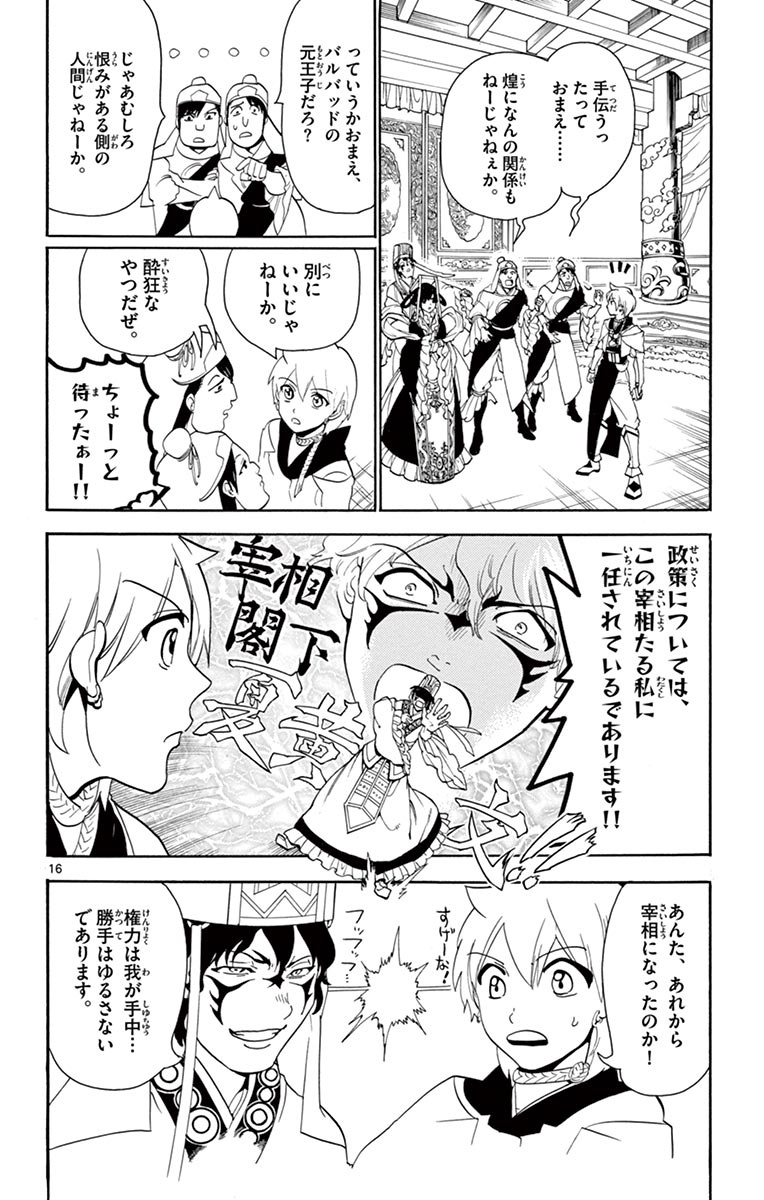 手伝うっ
たって
おまえ……
煌になんの関係も
ねーじゃねぇか。
っていうかおまえ、
バルバッドの
元王子だろ？
じゃあむしろ
恨みがある側の
人間じゃねーか。
別に
いいじゃ
ねーか。
酔狂な
やつだぜ。
ちょーっと
待ったぁー!!
政策については、
この宰相たる私に
一任されているであります!!
宰相
閣下
夏黄文
16
あんた、あれから
宰相になったのか！
すげーな！
フッフッフ
権力は我が手中…
勝手はゆるさない
であります。